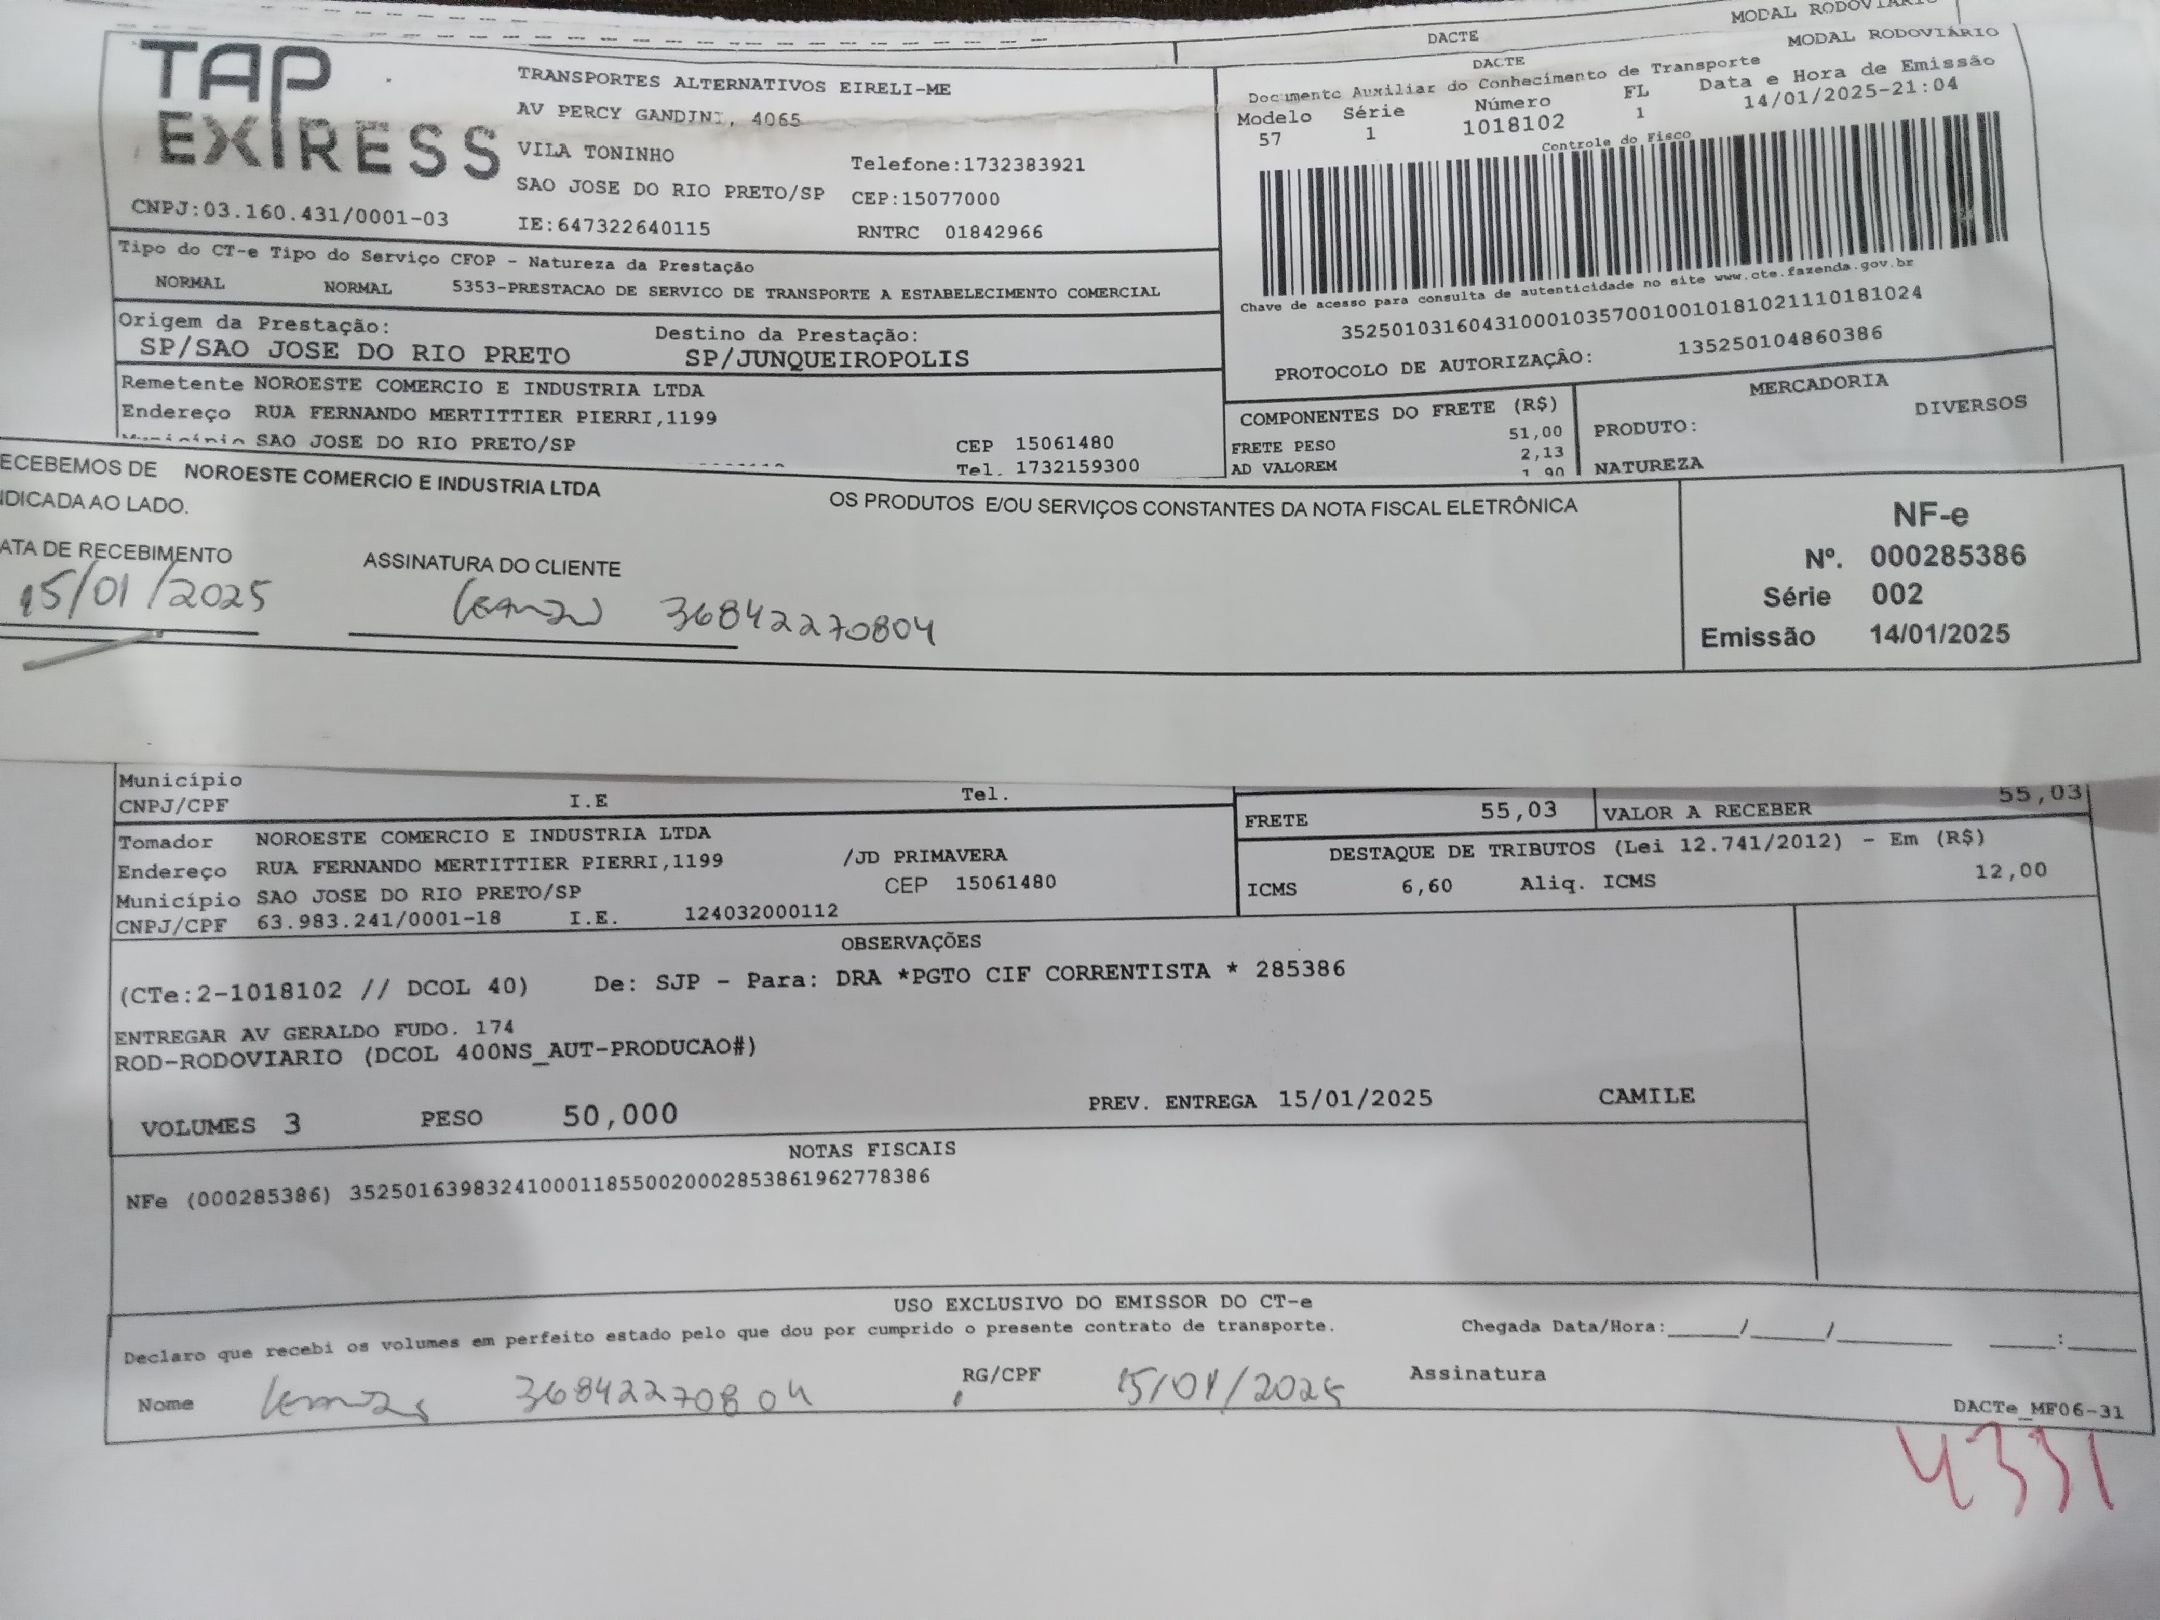 MODAL RODOVIÁRIO
DACTE
TAP
EXPRESS
TRANSPORTES ALTERNATIVOS EIRELI-ME
AV PERCY GANDINI, 4065
VILA TONINHO
Telefone:1732383921
SAO JOSE DO RIO PRETO/SP CEP:15077000
CNPJ:03.160.431/0001-03
IE:647322640115
RNTRC 01842966
DACTE
MODAL RODOVIÁRIO
Documento Auxiliar do Conhecimento de Transporte
Modelo Série Número FL Data e Hora de Emissão
57 1 1018102 1 14/01/2025-21:04
Controle do Fisco
Chave de acesso para consulta de autenticidade no site www.cte.fazenda.gov.br
35250103160431000103570010010181021110181024
PROTOCOLO DE AUTORIZAÇÃO: 135250104860386
Tipo do CT-e Tipo do Serviço CFOP - Natureza da Prestação
NORMAL NORMAL 5353-PRESTACAO DE SERVICO DE TRANSPORTE A ESTABELECIMENTO COMERCIAL
Origem da Prestação: Destino da Prestação:
SP/SAO JOSE DO RIO PRETO SP/JUNQUEIROPOLIS
Remetente NOROESTE COMERCIO E INDUSTRIA LTDA
Endereço RUA FERNANDO MERTITTIER PIERRI,1199
Município SAO JOSE DO RIO PRETO/SP CEP 15061480
Tel. 1732159300
COMPONENTES DO FRETE (R$)
FRETE PESO 51,00
AD VALOREM 2,13
1,90
MERCADORIA
PRODUTO: DIVERSOS
NATUREZA
ECEBEMOS DE NOROESTE COMERCIO E INDUSTRIA LTDA OS PRODUTOS E/OU SERVIÇOS CONSTANTES DA NOTA FISCAL ELETRÔNICA
NDICADA AO LADO.
ATA DE RECEBIMENTO ASSINATURA DO CLIENTE
15/01/2025 36842270804
NF-e
Nº. 000285386
Série 002
Emissão 14/01/2025
Município
CNPJ/CPF I.E Tel.
FRETE 55,03 VALOR A RECEBER 55,03
Tomador NOROESTE COMERCIO E INDUSTRIA LTDA
Endereço RUA FERNANDO MERTITTIER PIERRI,1199 /JD PRIMAVERA
Município SAO JOSE DO RIO PRETO/SP CEP 15061480
CNPJ/CPF 63.983.241/0001-18 I.E. 124032000112
DESTAQUE DE TRIBUTOS (Lei 12.741/2012) - Em (R$)
ICMS 6,60 Aliq. ICMS 12,00
OBSERVAÇÕES
(CTe:2-1018102 // DCOL 40) De: SJP - Para: DRA *PGTO CIF CORRENTISTA * 285386
ENTREGAR AV GERALDO FUDO. 174
ROD-RODOVIARIO (DCOL 400NS_AUT-PRODUCAO#)
VOLUMES 3 PESO 50,000 PREV. ENTREGA 15/01/2025 CAMILE
NOTAS FISCAIS
NFe (000285386) 35250163983241000118550020002853861962778386
USO EXCLUSIVO DO EMISSOR DO CT-e
Declaro que recebi os volumes em perfeito estado pelo que dou por cumprido o presente contrato de transporte. Chegada Data/Hora:_____/_____/_______ ____:____
Nome 36842270804 RG/CPF 15/01/2025 Assinatura
DACTe_MF06-31
4331